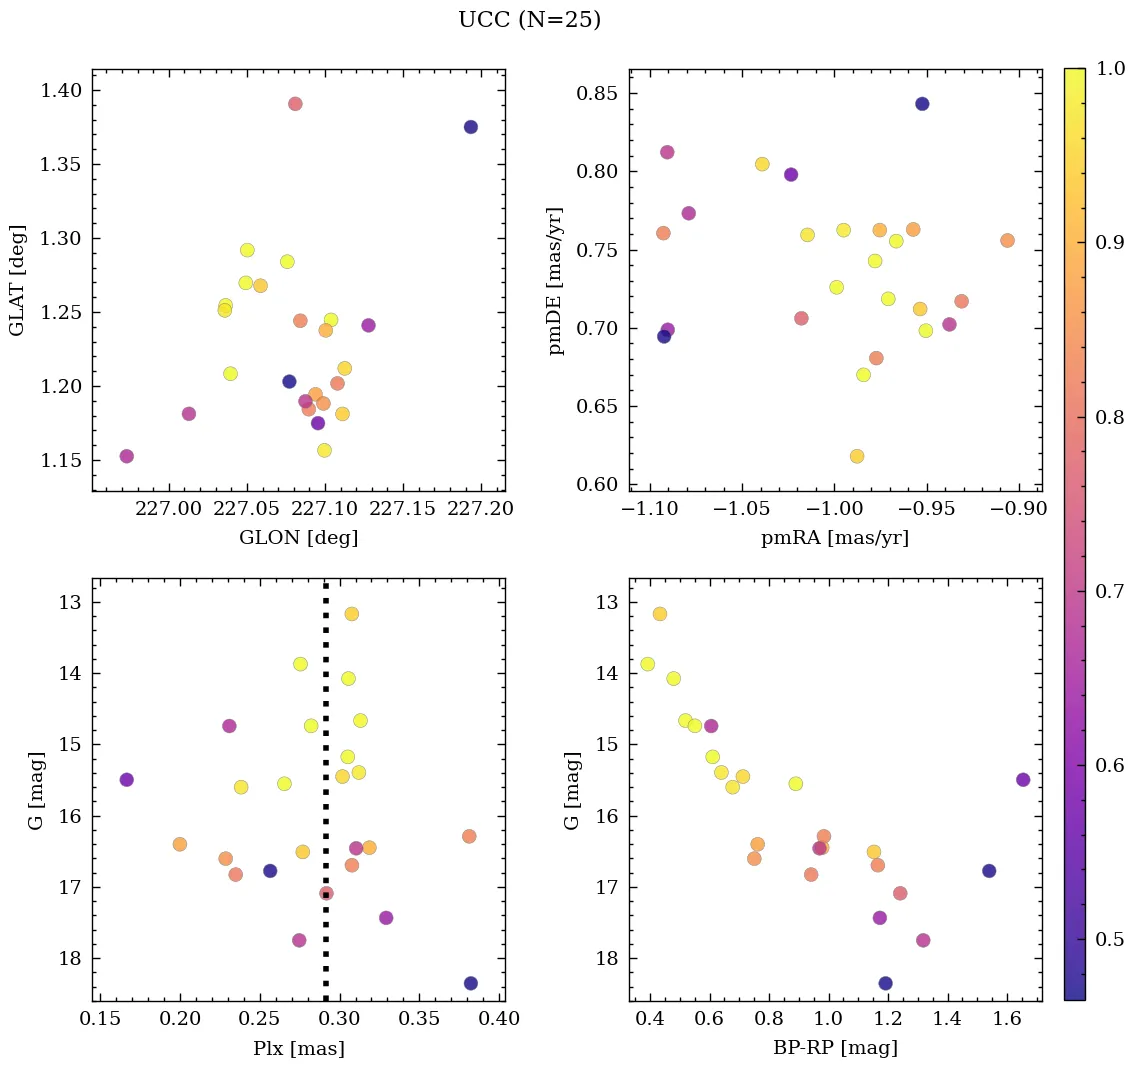 UCC (N=25)
1.40
1.35
1.30
1.25
1.20
1.15
GLAT [deg]
227.00 227.05 227.10 227.15 227.20
GLON [deg]
0.85
0.80
0.75
0.70
0.65
0.60
pmDE [mas/yr]
−1.10 −1.05 −1.00 −0.95 −0.90
pmRA [mas/yr]
13
14
15
16
17
18
G [mag]
0.15 0.20 0.25 0.30 0.35 0.40
Plx [mas]
13
14
15
16
17
18
G [mag]
0.4 0.6 0.8 1.0 1.2 1.4 1.6
BP-RP [mag]
1.0
0.9
0.8
0.7
0.6
0.5